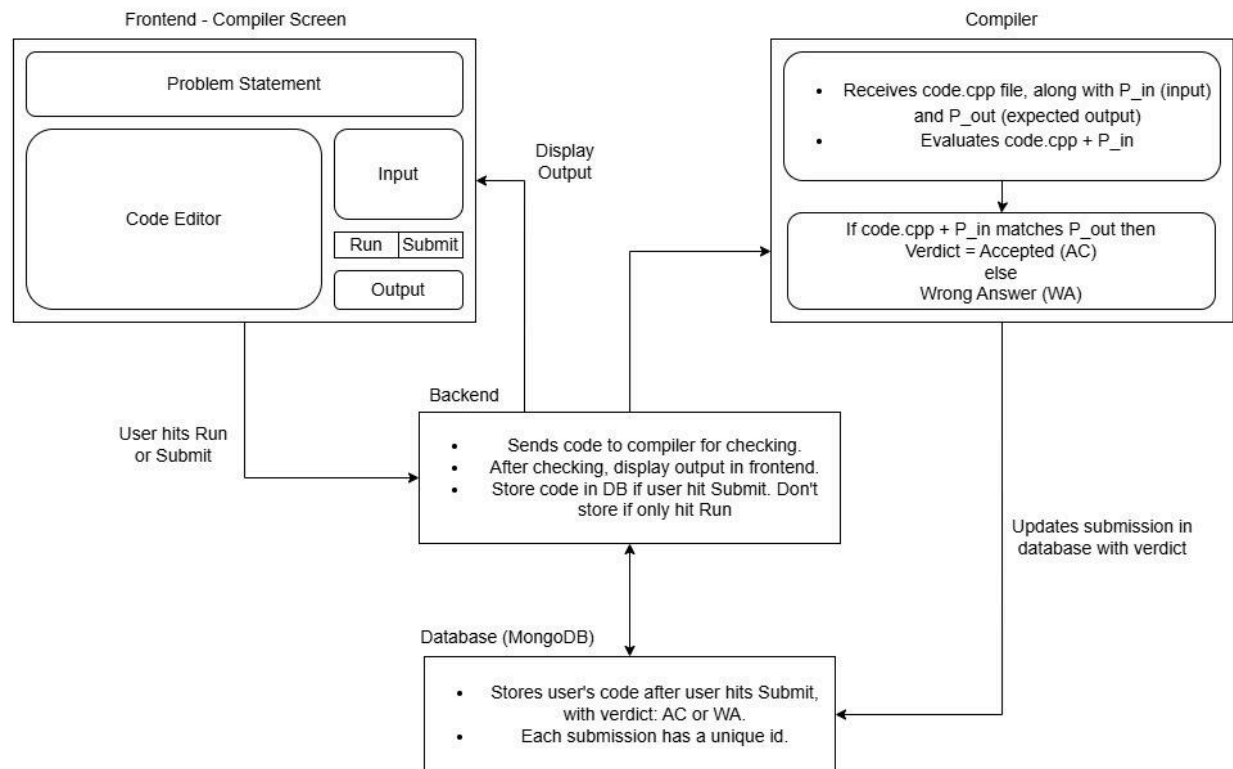 Frontend - Compiler Screen
Problem Statement
Code Editor
Input
Run
Submit
Output
Display
Output
User hits Run
or Submit
Backend
• Sends code to compiler for checking.
• After checking, display output in frontend.
• Store code in DB if user hit Submit. Don't
store if only hit Run
Compiler
• Receives code.cpp file, along with P_in (input)
and P_out (expected output)
• Evaluates code.cpp + P_in
If code.cpp + P_in matches P_out then
Verdict = Accepted (AC)
else
Wrong Answer (WA)
Updates submission in
database with verdict
Database (MongoDB)
• Stores user's code after user hits Submit,
with verdict: AC or WA.
• Each submission has a unique id.